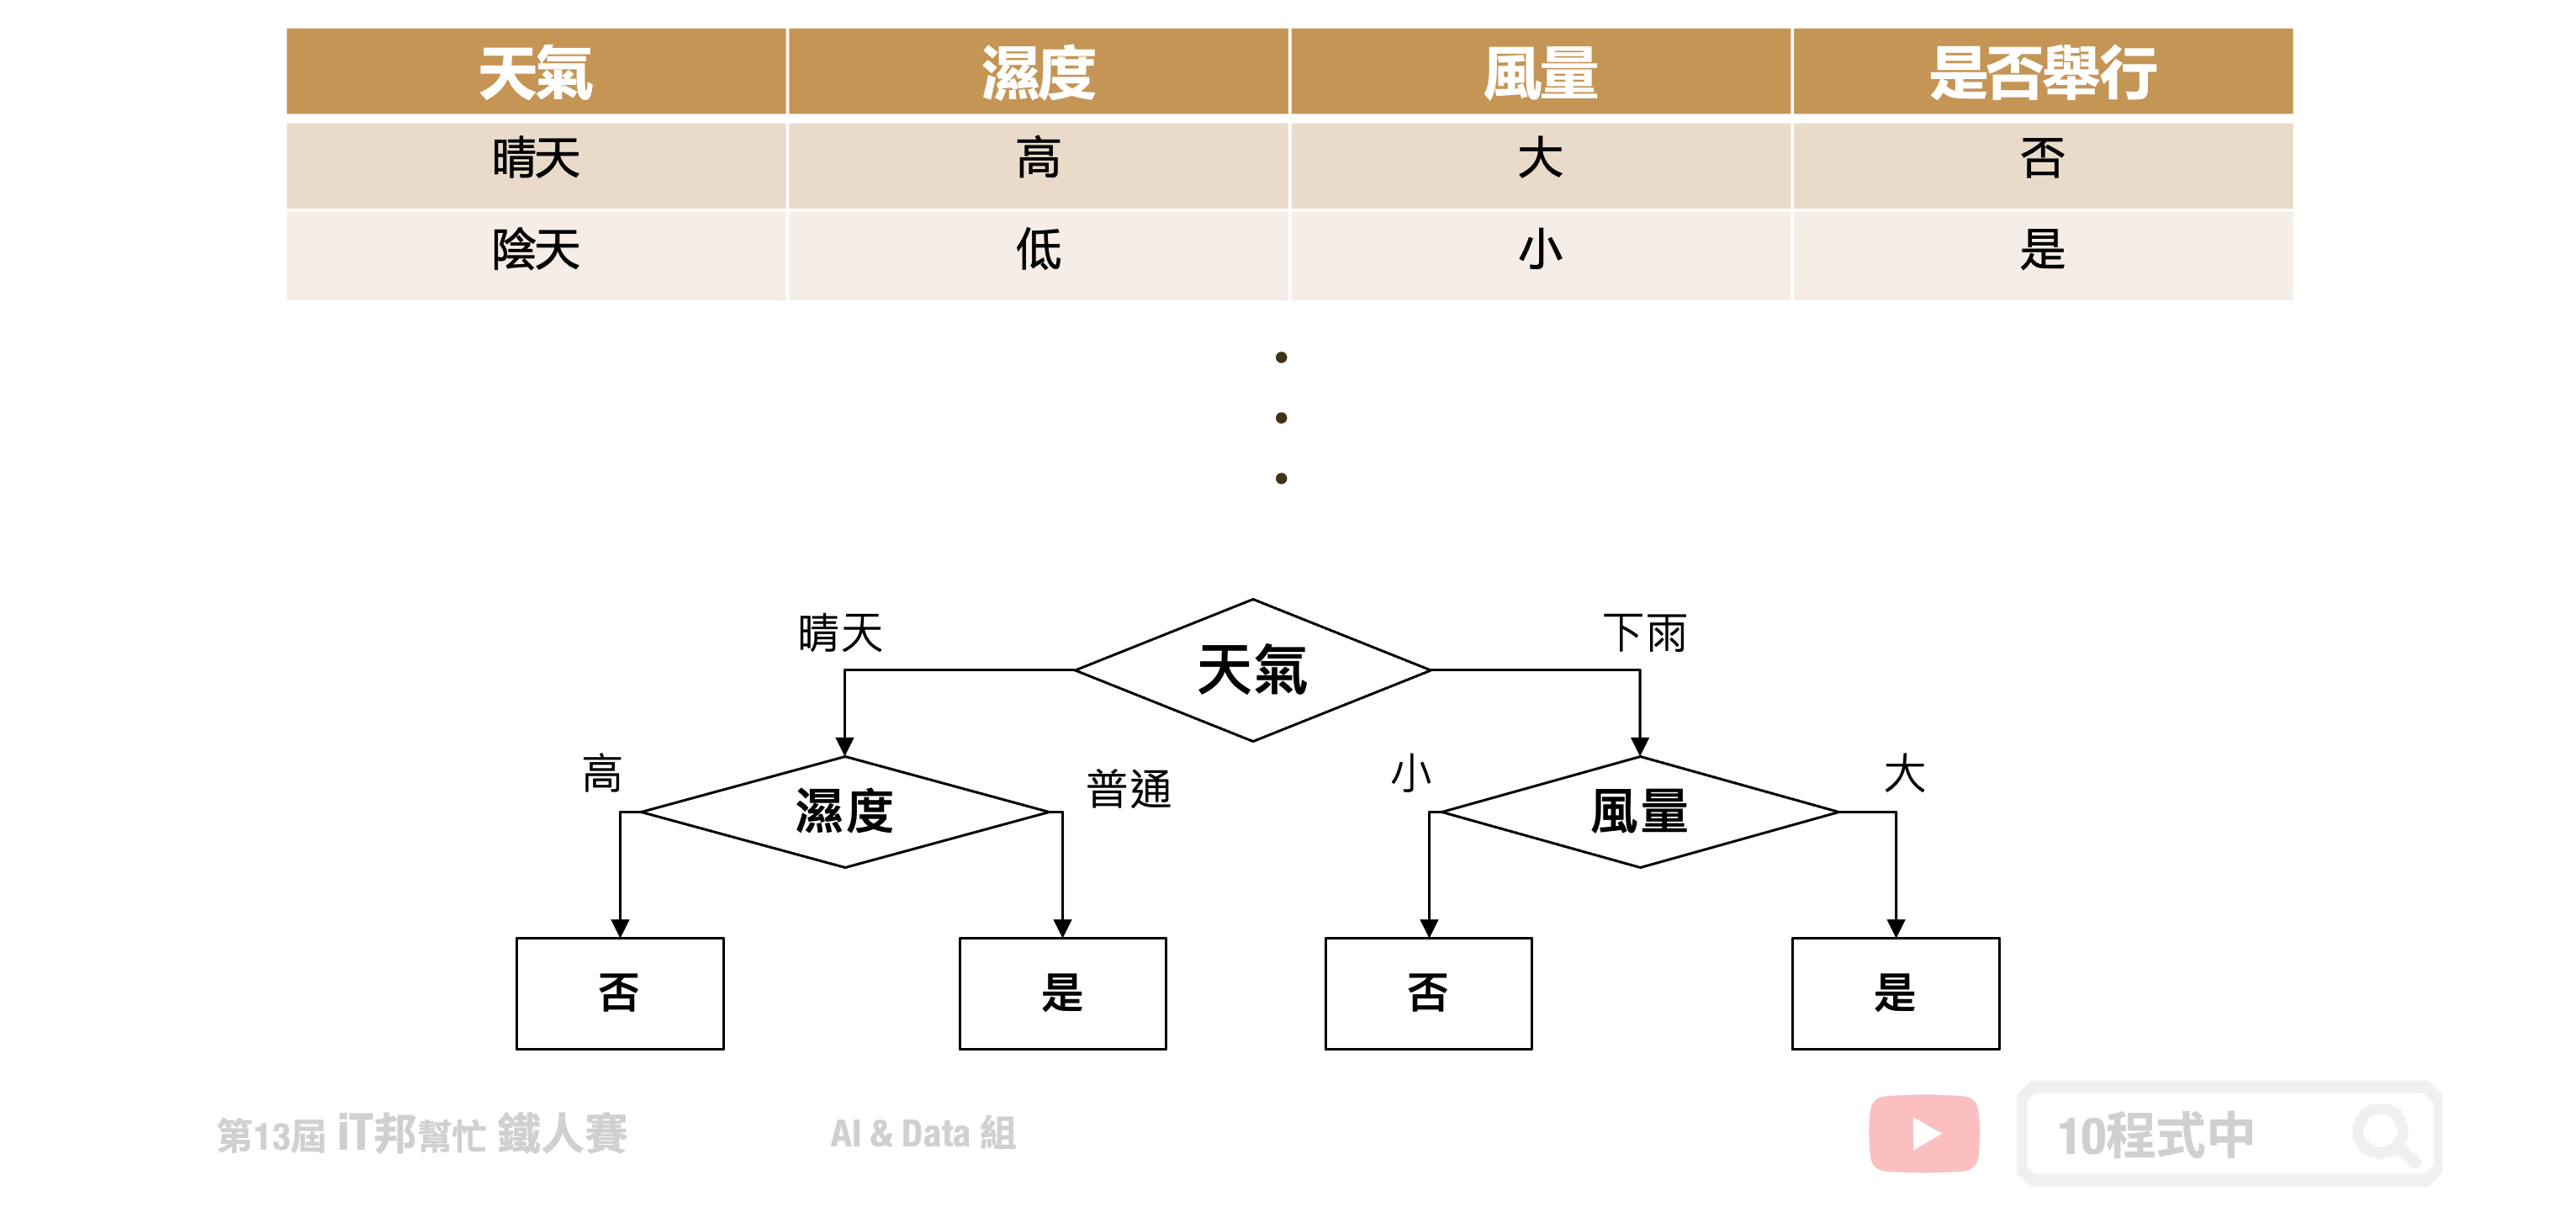 天氣 濕度 風量 是否舉行
晴天 高 大 否
陰天 低 小 是
晴天 下雨
天氣
高 普通 小 大
濕度 風量
否 是 否 是
第13屆 iT邦幫忙 鐵人賽 AI & Data 組 10程式中